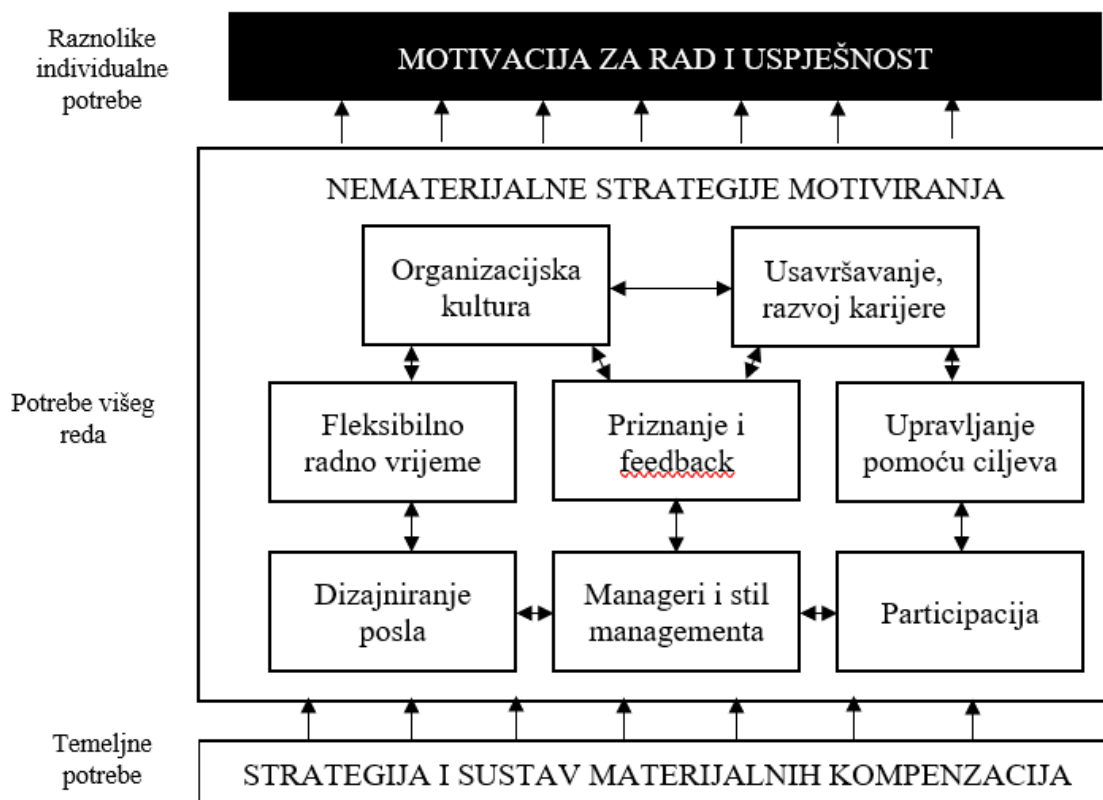 Raznolike
individualne
potrebe
MOTIVACIJA ZA RAD I USPJEŠNOST
NEMATERIJALNE STRATEGIJE MOTIVIRANJA
Organizacijska
kultura
Usavršavanje,
razvoj karijere
Potrebe višeg
reda
Fleksibilno
radno vrijeme
Priznanje i
feedback
Upravljanje
pomoću ciljeva
Dizajniranje
posla
Manageri i stil
managementa
Participacija
Temeljne
potrebe
STRATEGIJA I SUSTAV MATERIJALNIH KOMPENZACIJA